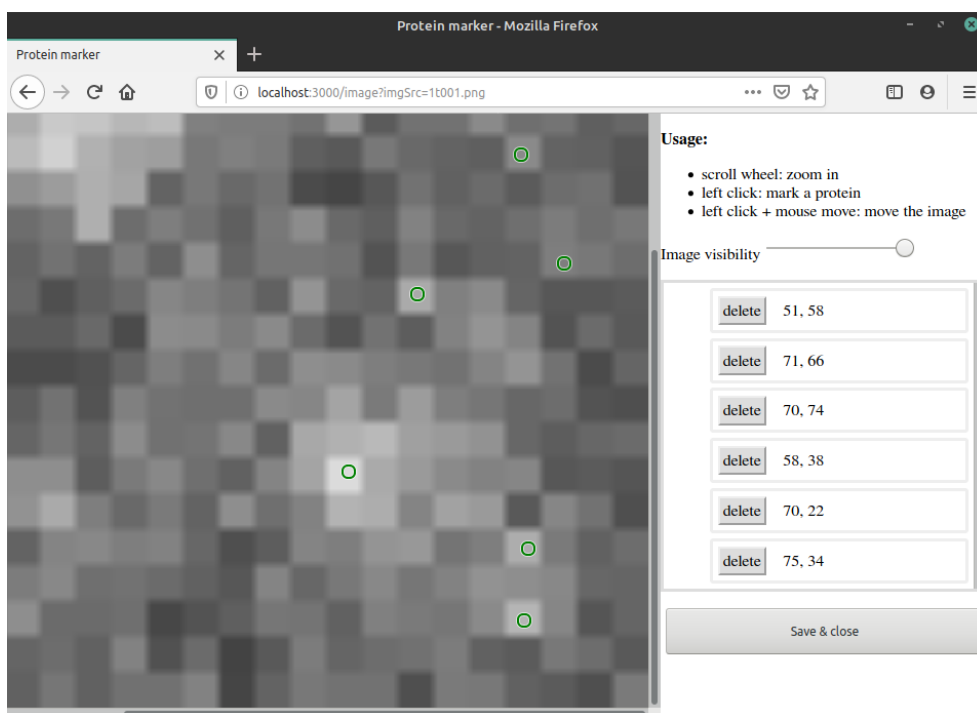 Protein marker - Mozilla Firefox
Protein marker
localhost:3000/image?imgSrc=1t001.png
Usage:
scroll wheel: zoom in
left click: mark a protein
left click + mouse move: move the image
Image visibility
delete 51, 58
delete 71, 66
delete 70, 74
delete 58, 38
delete 70, 22
delete 75, 34
Save & close